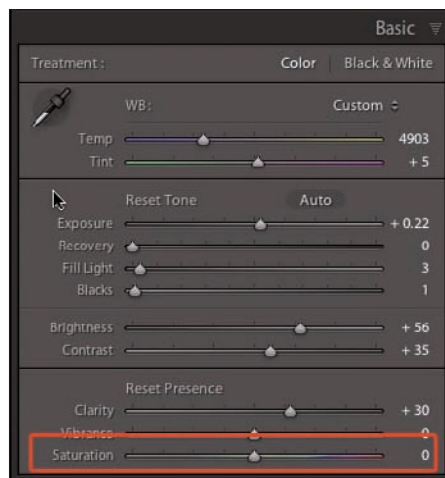 Basic
Treatment : Color | Black & White
WB: Custom
Temp 4903
Tint + 5
Reset Tone Auto
Exposure + 0.22
Recovery 0
Fill Light 3
Blacks 1
Brightness + 56
Contrast + 35
Reset Presence
Clarity + 30
Vibrance 0
Saturation 0